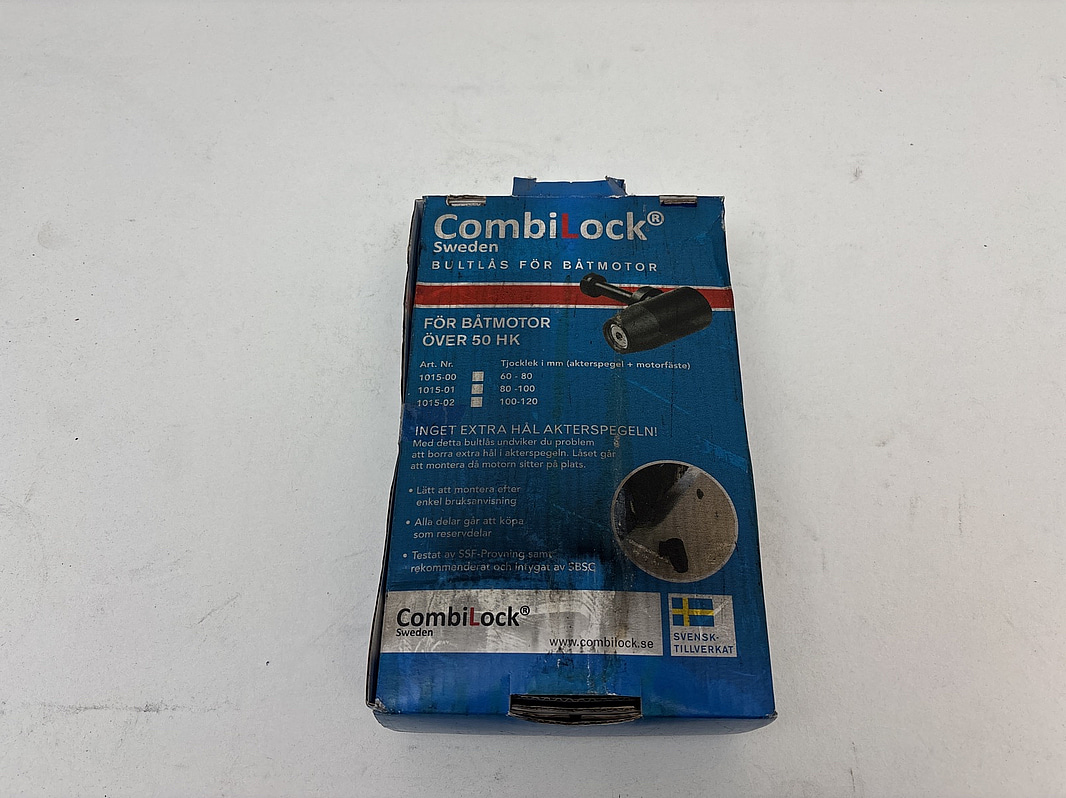 CombiLock®
Sweden
BULTLÅS FÖR BÅTMOTOR
FÖR BÅTMOTOR
ÖVER 50 HK
Art. Nr. Tjocklek i mm (akterspegel + motorfäste)
1015-00 60 - 80
1015-01 80 -100
1015-02 100-120
INGET EXTRA HÅL AKTERSPEGELN!
Med detta bultlås undviker du problem
att borra extra hål i akterspegeln. Låset går
att montera då motorn sitter på plats.
• Lätt att montera efter
enkel bruksanvisning
• Alla delar går att köpa
som reservdelar
• Testat av SSF-Provning samt
rekommenderat och intygat av SBSC
CombiLock®
Sweden
www.combilock.se
SVENSK-
TILLVERKAT